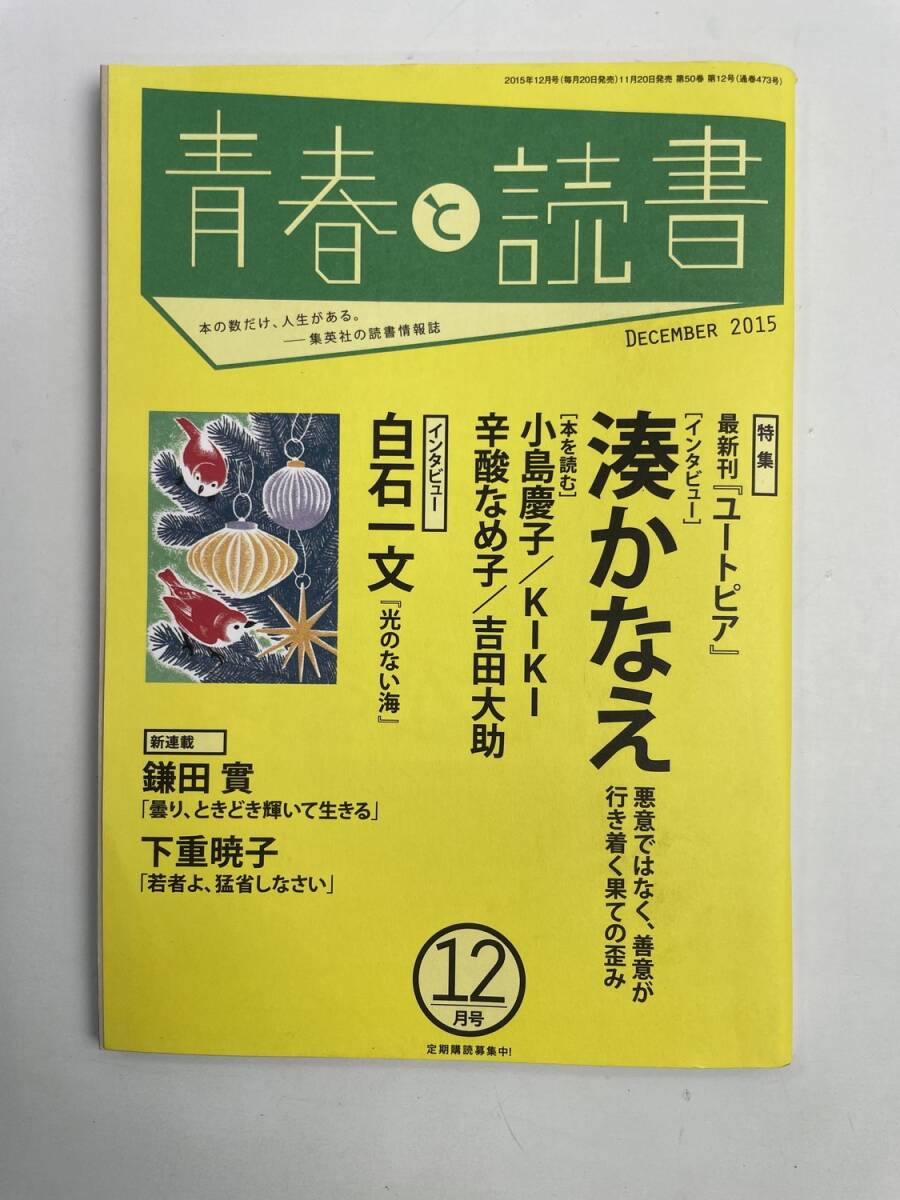 2015年12月号(毎月20日発売)11月20日発売 第50巻 第12号(通巻473号)
青春と読書
本の数だけ、人生がある。
――集英社の読書情報誌
DECEMBER 2015
特集
最新刊『ユートピア』
[インタビュー]
湊かなえ
悪意ではなく、善意が
行き着く果ての歪み
[本を読む]
小島慶子/KIKI
辛酸なめ子/吉田大助
インタビュー
白石一文『光のない海』
新連載
鎌田 實
「曇り、ときどき輝いて生きる」
下重暁子
「若者よ、猛省しなさい」
12
月号
定期購読募集中!